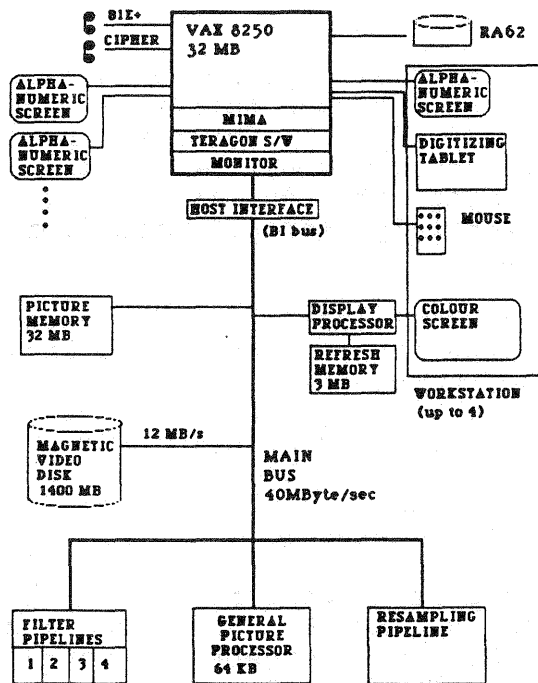 81E+
CIPHER
VAX 8250
32 MB
RA62
ALPHA-
NUMERIC
SCREEN
ALPHA-
NUMERIC
SCREEN
MIMA
TERAGON S/W
MONITOR
ALPHA-
NUMERIC
SCREEN
DIGITIZING
TABLET
MOUSE
HOST INTERFACE
(BI bus)
PICTURE
MEMORY
32 MB
DISPLAY
PROCESSOR
COLOUR
SCREEN
REFRESH
MEMORY
3 MB
WORKSTATION
(up to 4)
12 MB/s
MAGNETIC
VIDEO
DISK
1400 MB
MAIN
BUS
40MByte/sec
FILTER
PIPELINES
1 2 3 4
GENERAL
PICTURE
PROCESSOR
64 KB
RESAMPLING
PIPELINE